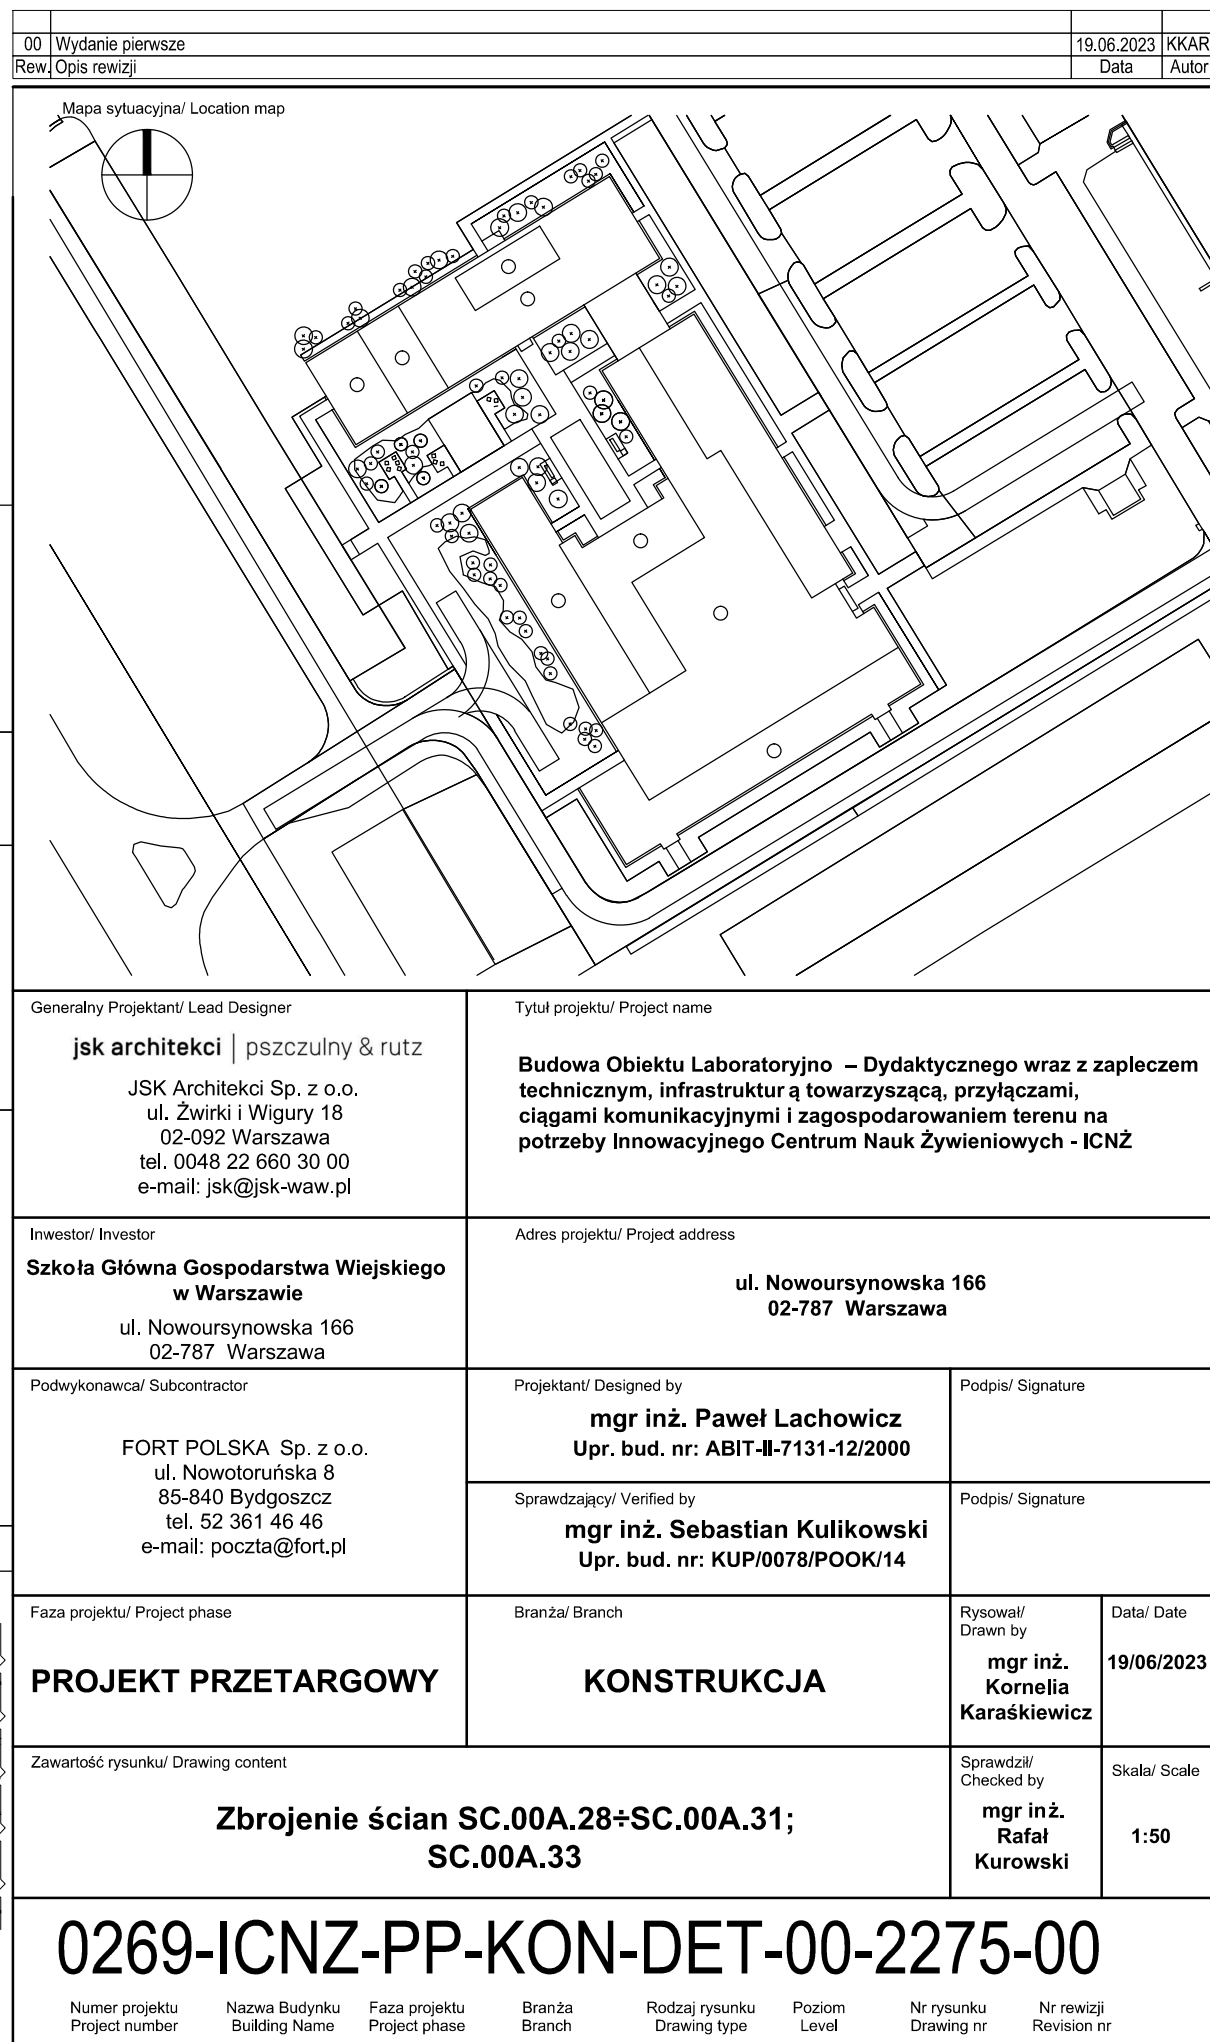 00 Wydanie pierwsze 19.06.2023 KKAR
Rew. Opis rewizji Data Autor
Mapa sytuacyjna/ Location map
Generalny Projektant/ Lead Designer
jsk architekci | pszczulny & rutz
JSK Architekci Sp. z o.o.
ul. Żwirki i Wigury 18
02-092 Warszawa
tel. 0048 22 660 30 00
e-mail: jsk@jsk-waw.pl
Tytuł projektu/ Project name
Budowa Obiektu Laboratoryjno – Dydaktycznego wraz z zapleczem
technicznym, infrastruktur ą towarzyszącą, przyłączami,
ciągami komunikacyjnymi i zagospodarowaniem terenu na
potrzeby Innowacyjnego Centrum Nauk Żywieniowych - ICNŻ
Inwestor/ Investor
Szkoła Główna Gospodarstwa Wiejskiego
w Warszawie
ul. Nowoursynowska 166
02-787 Warszawa
Adres projektu/ Project address
ul. Nowoursynowska 166
02-787 Warszawa
Podwykonawca/ Subcontractor
FORT POLSKA Sp. z o.o.
ul. Nowotoruńska 8
85-840 Bydgoszcz
tel. 52 361 46 46
e-mail: poczta@fort.pl
Projektant/ Designed by
mgr inż. Paweł Lachowicz
Upr. bud. nr: ABIT-II-7131-12/2000
Podpis/ Signature
Sprawdzający/ Verified by
mgr inż. Sebastian Kulikowski
Upr. bud. nr: KUP/0078/POOK/14
Podpis/ Signature
Faza projektu/ Project phase
PROJEKT PRZETARGOWY
Branża/ Branch
KONSTRUKCJA
Rysował/
Drawn by
mgr inż.
Kornelia
Karaśkiewicz
Data/ Date
19/06/2023
Zawartość rysunku/ Drawing content
Zbrojenie ścian SC.00A.28÷SC.00A.31;
SC.00A.33
Sprawdził/
Checked by
mgr inż.
Rafał
Kurowski
Skala/ Scale
1:50
0269-ICNZ-PP-KON-DET-00-2275-00
Numer projektu Nazwa Budynku Faza projektu Branża Rodzaj rysunku Poziom Nr rysunku Nr rewizji
Project number Building Name Project phase Branch Drawing type Level Drawing nr Revision nr